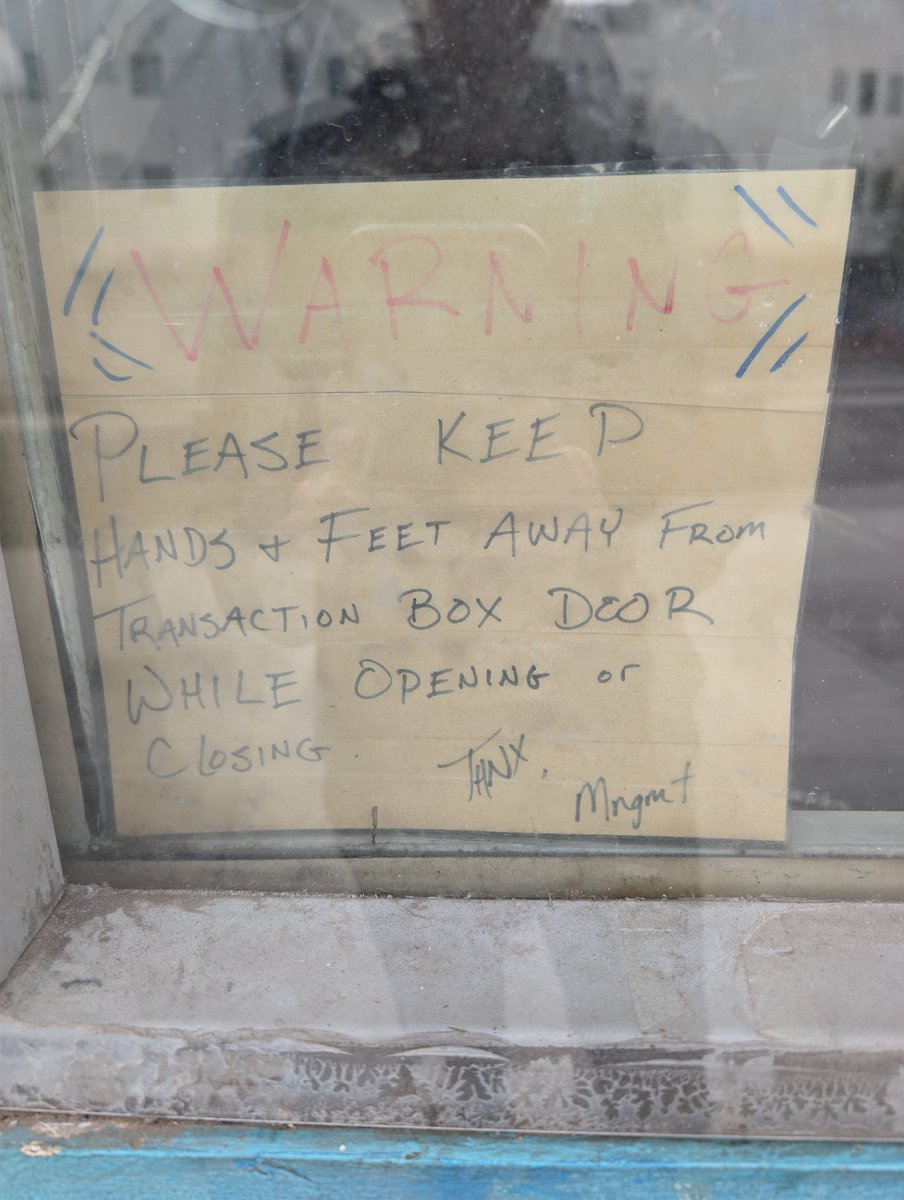 WARNING
PLEASE KEEP
HANDS + FEET AWAY FROM
TRANSACTION BOX DOOR
WHILE OPENING or
CLOSING. THNX,
Mngmt